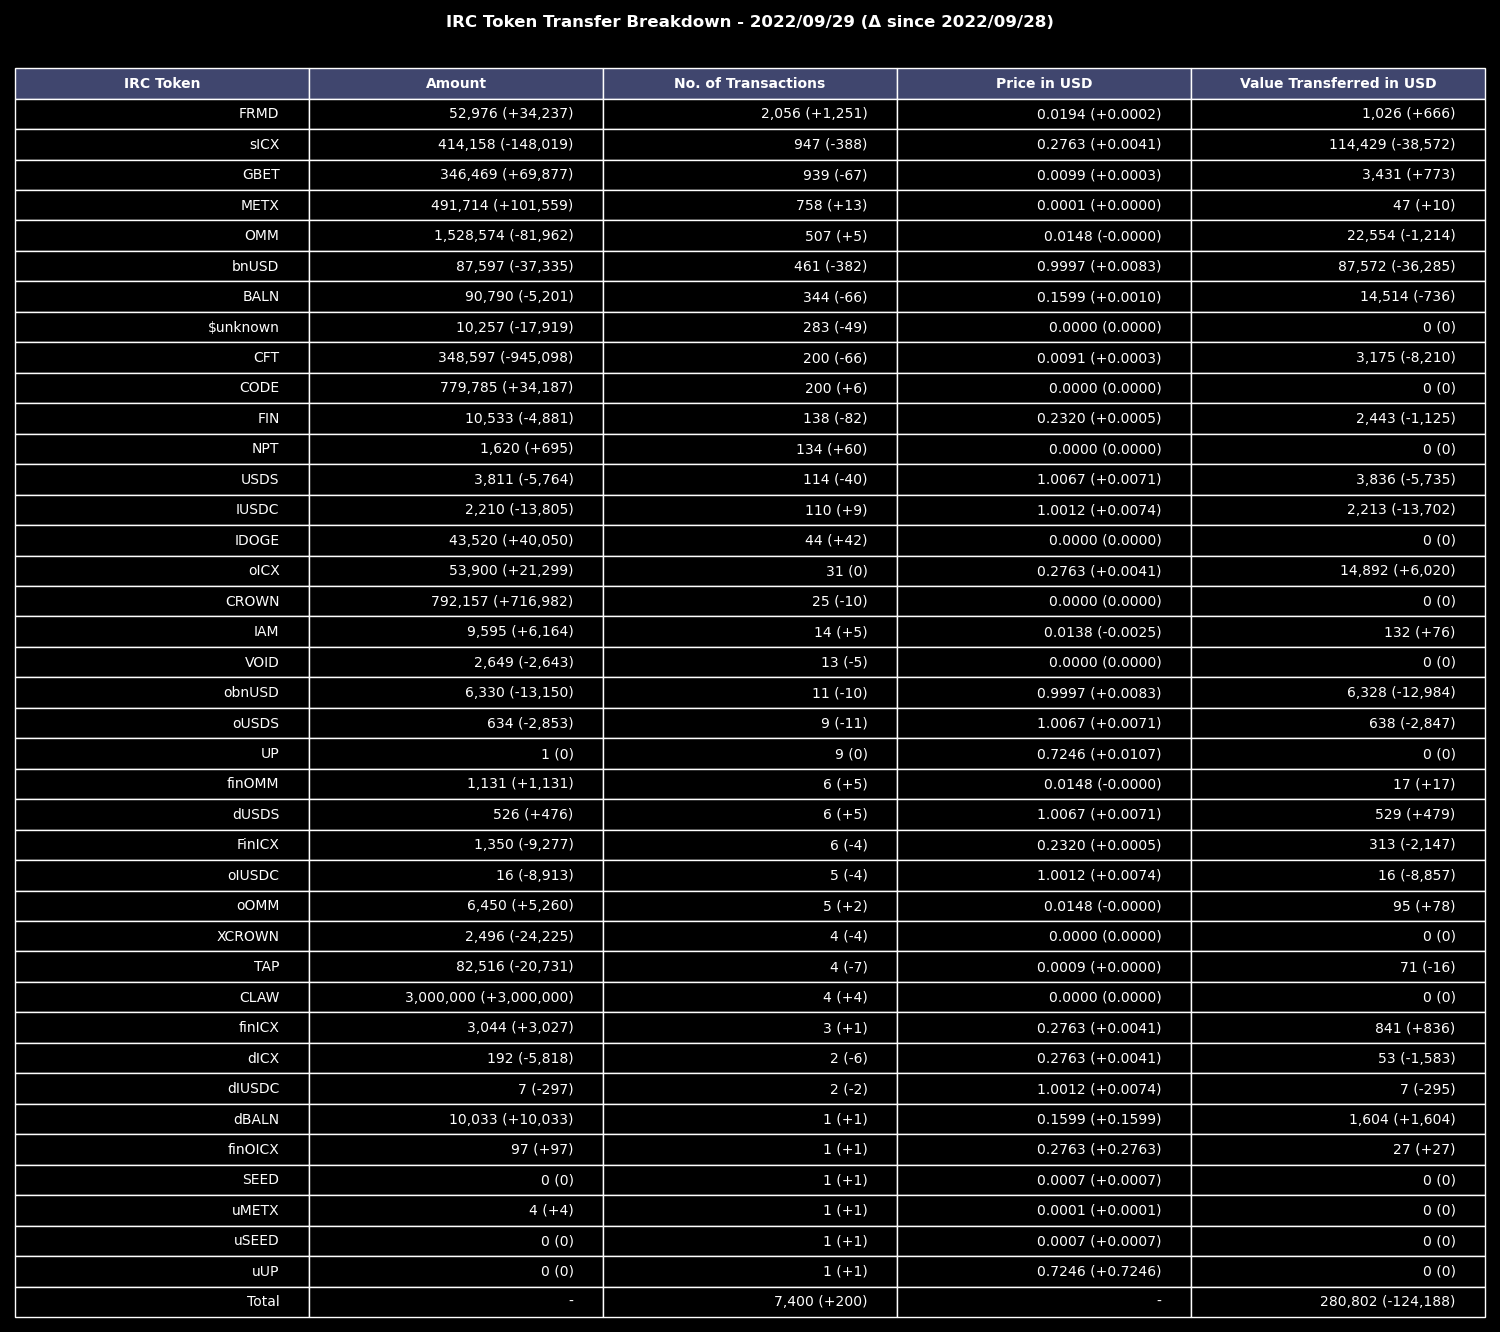 IRC Token Transfer Breakdown - 2022/09/29 (Δ since 2022/09/28)
IRC Token Amount No. of Transactions Price in USD Value Transferred in USD
FRMD 52,976 (+34,237) 2,056 (+1,251) 0.0194 (+0.0002) 1,026 (+666)
sICX 414,158 (-148,019) 947 (-388) 0.2763 (+0.0041) 114,429 (-38,572)
GBET 346,469 (+69,877) 939 (-67) 0.0099 (+0.0003) 3,431 (+773)
METX 491,714 (+101,559) 758 (+13) 0.0001 (+0.0000) 47 (+10)
OMM 1,528,574 (-81,962) 507 (+5) 0.0148 (-0.0000) 22,554 (-1,214)
bnUSD 87,597 (-37,335) 461 (-382) 0.9997 (+0.0083) 87,572 (-36,285)
BALN 90,790 (-5,201) 344 (-66) 0.1599 (+0.0010) 14,514 (-736)
$unknown 10,257 (-17,919) 283 (-49) 0.0000 (0.0000) 0 (0)
CFT 348,597 (-945,098) 200 (-66) 0.0091 (+0.0003) 3,175 (-8,210)
CODE 779,785 (+34,187) 200 (+6) 0.0000 (0.0000) 0 (0)
FIN 10,533 (-4,881) 138 (-82) 0.2320 (+0.0005) 2,443 (-1,125)
NPT 1,620 (+695) 134 (+60) 0.0000 (0.0000) 0 (0)
USDS 3,811 (-5,764) 114 (-40) 1.0067 (+0.0071) 3,836 (-5,735)
IUSDC 2,210 (-13,805) 110 (+9) 1.0012 (+0.0074) 2,213 (-13,702)
IDOGE 43,520 (+40,050) 44 (+42) 0.0000 (0.0000) 0 (0)
oICX 53,900 (+21,299) 31 (0) 0.2763 (+0.0041) 14,892 (+6,020)
CROWN 792,157 (+716,982) 25 (-10) 0.0000 (0.0000) 0 (0)
IAM 9,595 (+6,164) 14 (+5) 0.0138 (-0.0025) 132 (+76)
VOID 2,649 (-2,643) 13 (-5) 0.0000 (0.0000) 0 (0)
obnUSD 6,330 (-13,150) 11 (-10) 0.9997 (+0.0083) 6,328 (-12,984)
oUSDS 634 (-2,853) 9 (-11) 1.0067 (+0.0071) 638 (-2,847)
UP 1 (0) 9 (0) 0.7246 (+0.0107) 0 (0)
finOMM 1,131 (+1,131) 6 (+5) 0.0148 (-0.0000) 17 (+17)
dUSDS 526 (+476) 6 (+5) 1.0067 (+0.0071) 529 (+479)
FinICX 1,350 (-9,277) 6 (-4) 0.2320 (+0.0005) 313 (-2,147)
oIUSDC 16 (-8,913) 5 (-4) 1.0012 (+0.0074) 16 (-8,857)
oOMM 6,450 (+5,260) 5 (+2) 0.0148 (-0.0000) 95 (+78)
XCROWN 2,496 (-24,225) 4 (-4) 0.0000 (0.0000) 0 (0)
TAP 82,516 (-20,731) 4 (-7) 0.0009 (+0.0000) 71 (-16)
CLAW 3,000,000 (+3,000,000) 4 (+4) 0.0000 (0.0000) 0 (0)
finICX 3,044 (+3,027) 3 (+1) 0.2763 (+0.0041) 841 (+836)
dICX 192 (-5,818) 2 (-6) 0.2763 (+0.0041) 53 (-1,583)
dIUSDC 7 (-297) 2 (-2) 1.0012 (+0.0074) 7 (-295)
dBALN 10,033 (+10,033) 1 (+1) 0.1599 (+0.1599) 1,604 (+1,604)
finOICX 97 (+97) 1 (+1) 0.2763 (+0.2763) 27 (+27)
SEED 0 (0) 1 (+1) 0.0007 (+0.0007) 0 (0)
uMETX 4 (+4) 1 (+1) 0.0001 (+0.0001) 0 (0)
uSEED 0 (0) 1 (+1) 0.0007 (+0.0007) 0 (0)
uUP 0 (0) 1 (+1) 0.7246 (+0.7246) 0 (0)
Total - 7,400 (+200) - 280,802 (-124,188)